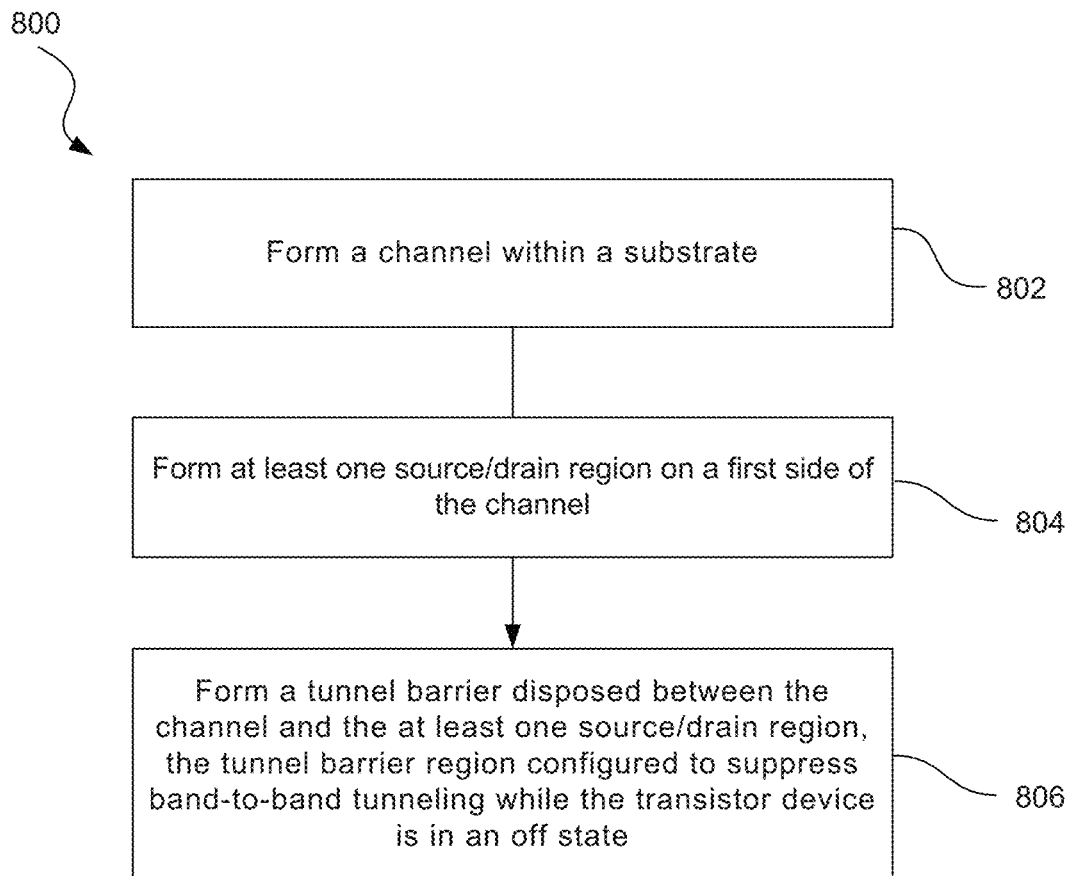 800
Form a channel within a substrate
802
Form at least one source/drain region on a first side of
the channel
804
Form a tunnel barrier disposed between the
channel and the at least one source/drain region,
the tunnel barrier region configured to suppress
band-to-band tunneling while the transistor device
is in an off state
806